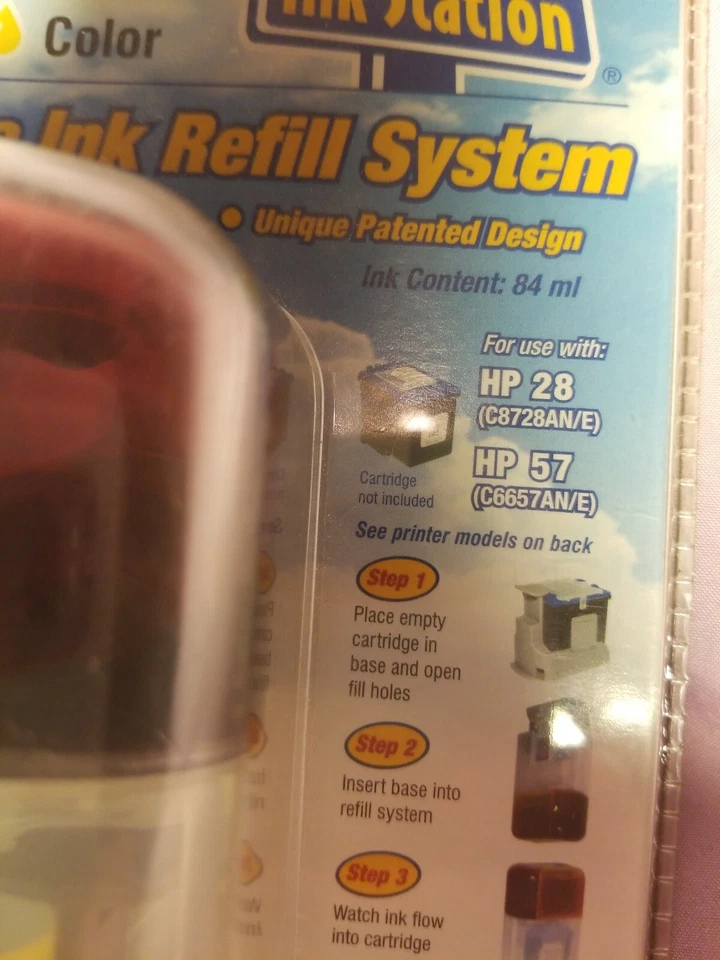 Ink Station
Color
®
Ink Refill System
• Unique Patented Design
Ink Content: 84 ml
For use with:
HP 28
(C8728AN/E)
HP 57
(C6657AN/E)
Cartridge
not included
See printer models on back
Step 1
Place empty
cartridge in
base and open
fill holes
Step 2
Insert base into
refill system
Step 3
Watch ink flow
into cartridge